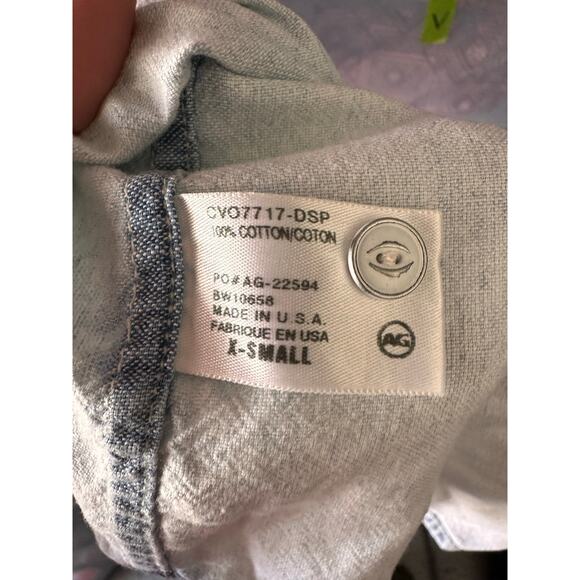 V
CVO7717-DSP
100% COTTON/COTON
PO# AG-22594
BW10658
MADE IN U.S.A.
FABRIQUE EN USA
X-SMALL
AG